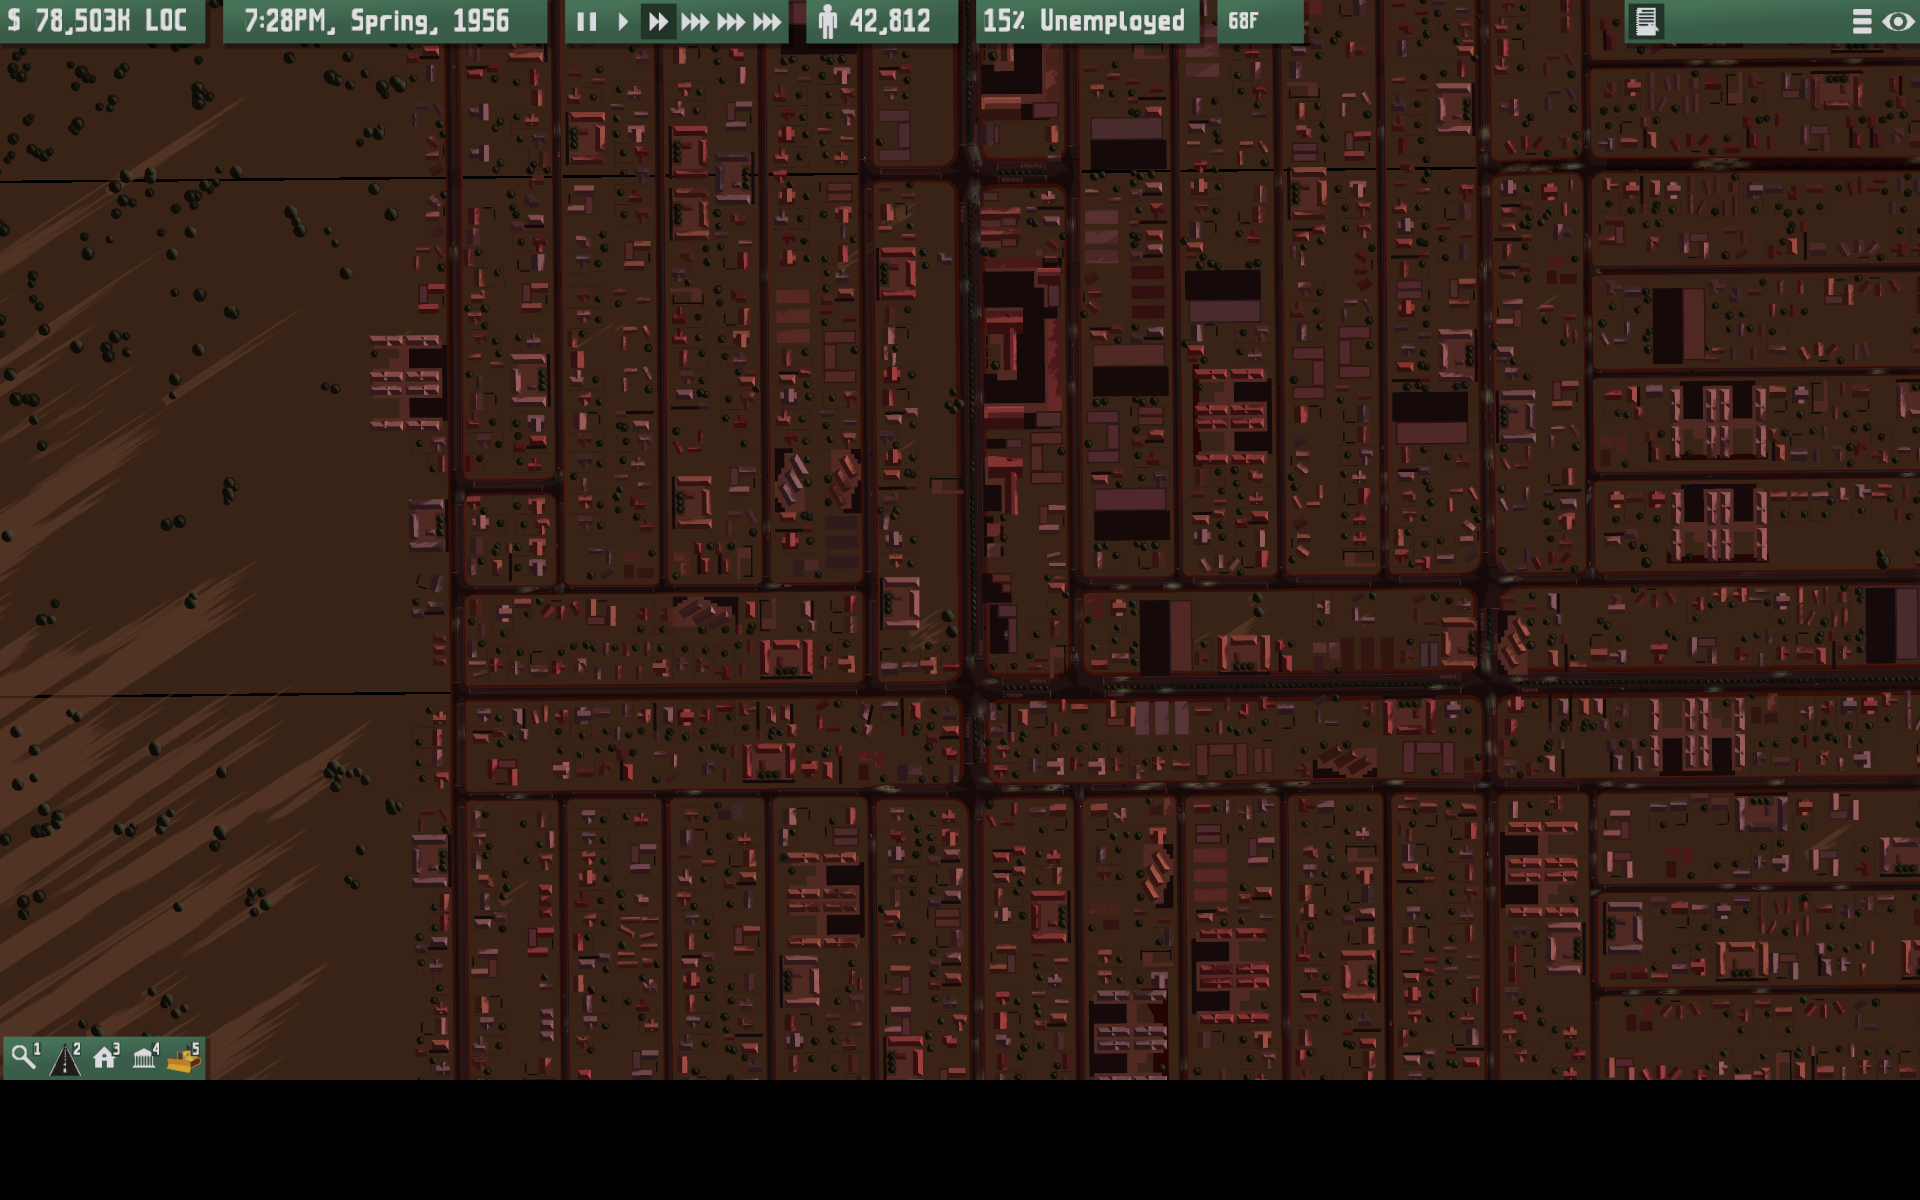 $ 78,503K LOC
7:28PM, Spring, 1956
42,812
15% Unemployed
68F
1
2
3
4
5